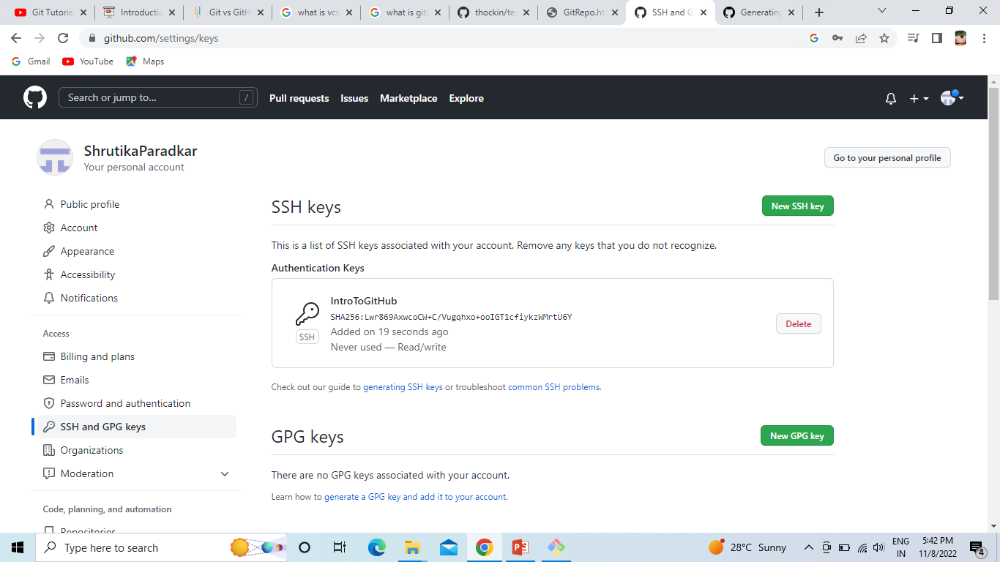 Git Tutoria
Introductic
Git vs GitH
what is vcs
what is gitl
thockin/te
GitRepo.ht
SSH and G
Generating
github.com/settings/keys
Gmail
YouTube
Maps
Search or jump to...
/
Pull requests
Issues
Marketplace
Explore
ShrutikaParadkar
Your personal account
Go to your personal profile
Public profile
Account
Appearance
Accessibility
Notifications
Access
Billing and plans
Emails
Password and authentication
SSH and GPG keys
Organizations
Moderation
Code, planning, and automation
Repositories
SSH keys
New SSH key
This is a list of SSH keys associated with your account. Remove any keys that you do not recognize.
Authentication Keys
IntroToGitHub
SHA256:Lwr869AxwcoCW+C/Vugqhxo+ooIGT1cfiykzWMrtU6Y
SSH
Added on 19 seconds ago
Never used — Read/write
Delete
Check out our guide to generating SSH keys or troubleshoot common SSH problems.
GPG keys
New GPG key
There are no GPG keys associated with your account.
Learn how to generate a GPG key and add it to your account.
Type here to search
28°C Sunny
ENG
IN
5:42 PM
11/8/2022
4